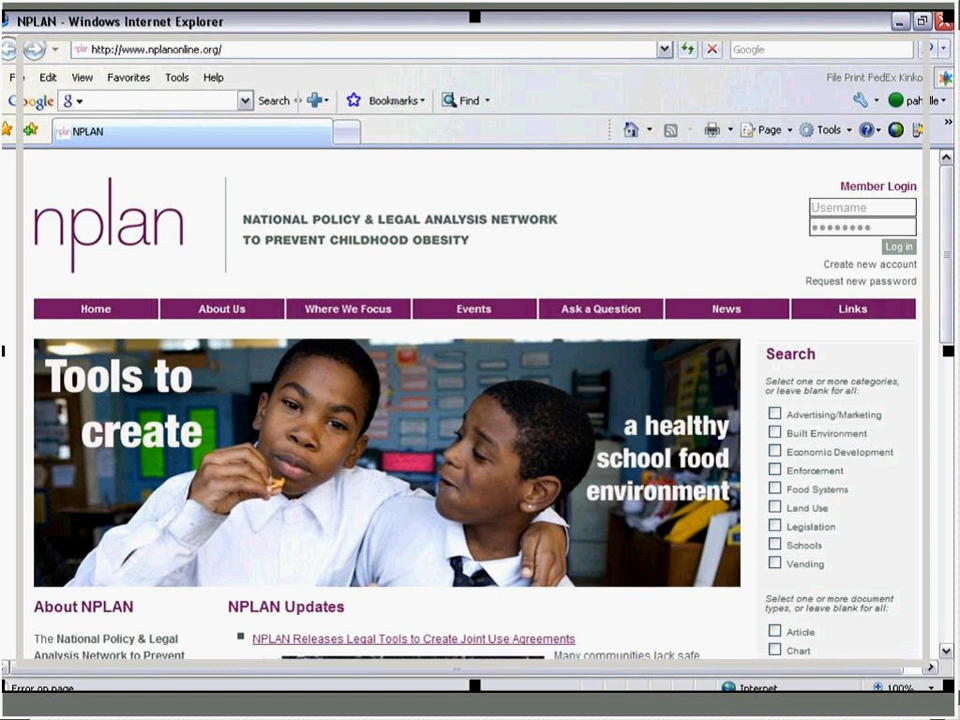 NPLAN - Windows Internet Explorer
nplan http://www.nplanonline.org/
Google
Edit View Favorites Tools Help
File Print FedEx Kinko
Google
Search
Bookmarks
Find
NPLAN
Page
Tools
nplan
NATIONAL POLICY & LEGAL ANALYSIS NETWORK
TO PREVENT CHILDHOOD OBESITY
Member Login
Username
Log in
Create new account
Request new password
Home About Us Where We Focus Events Ask a Question News Links
Tools to
create
a healthy
school food
environment
Search
Select one or more categories,
or leave blank for all:
Advertising/Marketing
Built Environment
Economic Development
Enforcement
Food Systems
Land Use
Legislation
Schools
Vending
Select one or more document
types, or leave blank for all:
Article
Chart
About NPLAN
The National Policy & Legal
Analysis Network to Prevent
NPLAN Updates
NPLAN Releases Legal Tools to Create Joint Use Agreements
Many communities lack safe
Error on page
Internet
100%